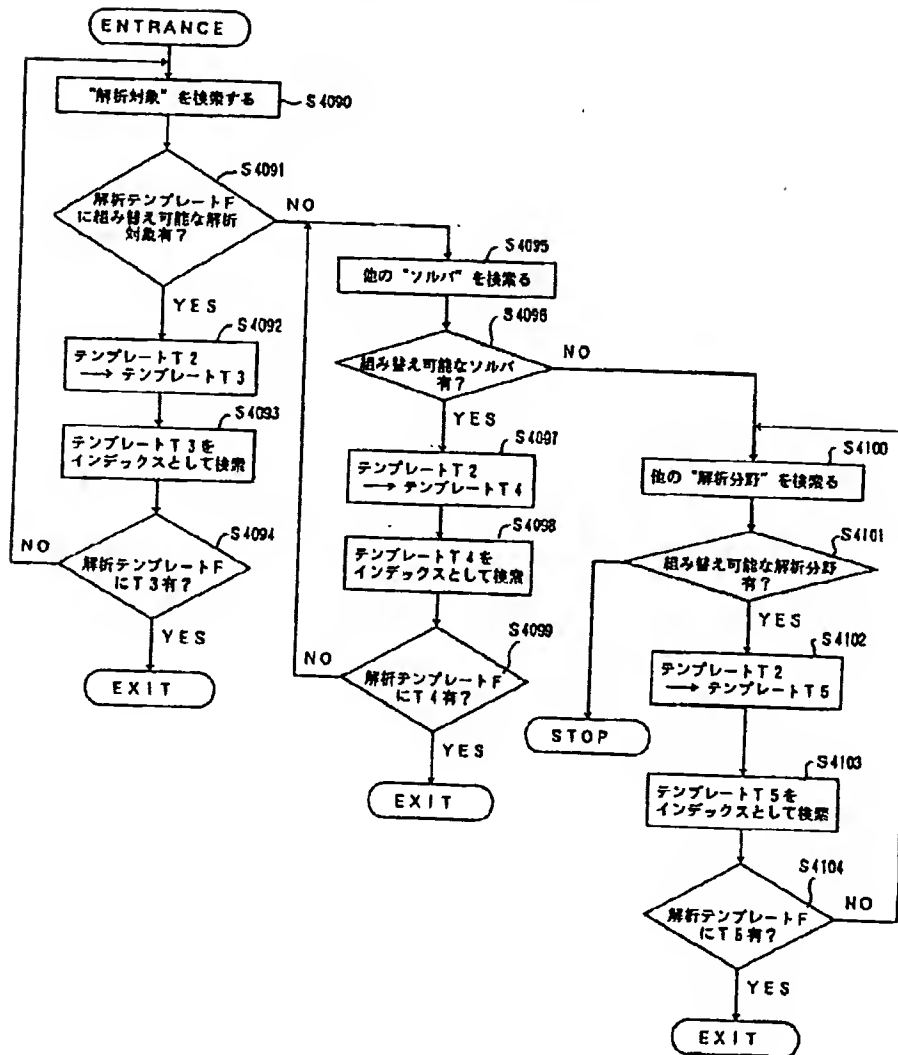 ENTRANCE
"解析対象" を検索する
S4090
S4091
解析テンプレートF
に組み替え可能な解析
対象有？
NO
YES
S4092
テンプレートT2
→ テンプレートT3
S4093
テンプレートT3を
インデックスとして検索
S4094
NO
解析テンプレートF
にT3有？
YES
EXIT
S4095
他の "ソルバ" を検索る
S4096
NO
組み替え可能なソルバ
有？
YES
S4097
テンプレートT2
→ テンプレートT4
S4098
テンプレートT4を
インデックスとして検索
S4099
NO
解析テンプレートF
にT4有？
YES
EXIT
S4100
他の "解析分野" を検索る
S4101
組み替え可能な解析分野
有？
YES
STOP
S4102
テンプレートT2
→ テンプレートT5
S4103
テンプレートT5を
インデックスとして検索
S4104
NO
解析テンプレートF
にT5有？
YES
EXIT